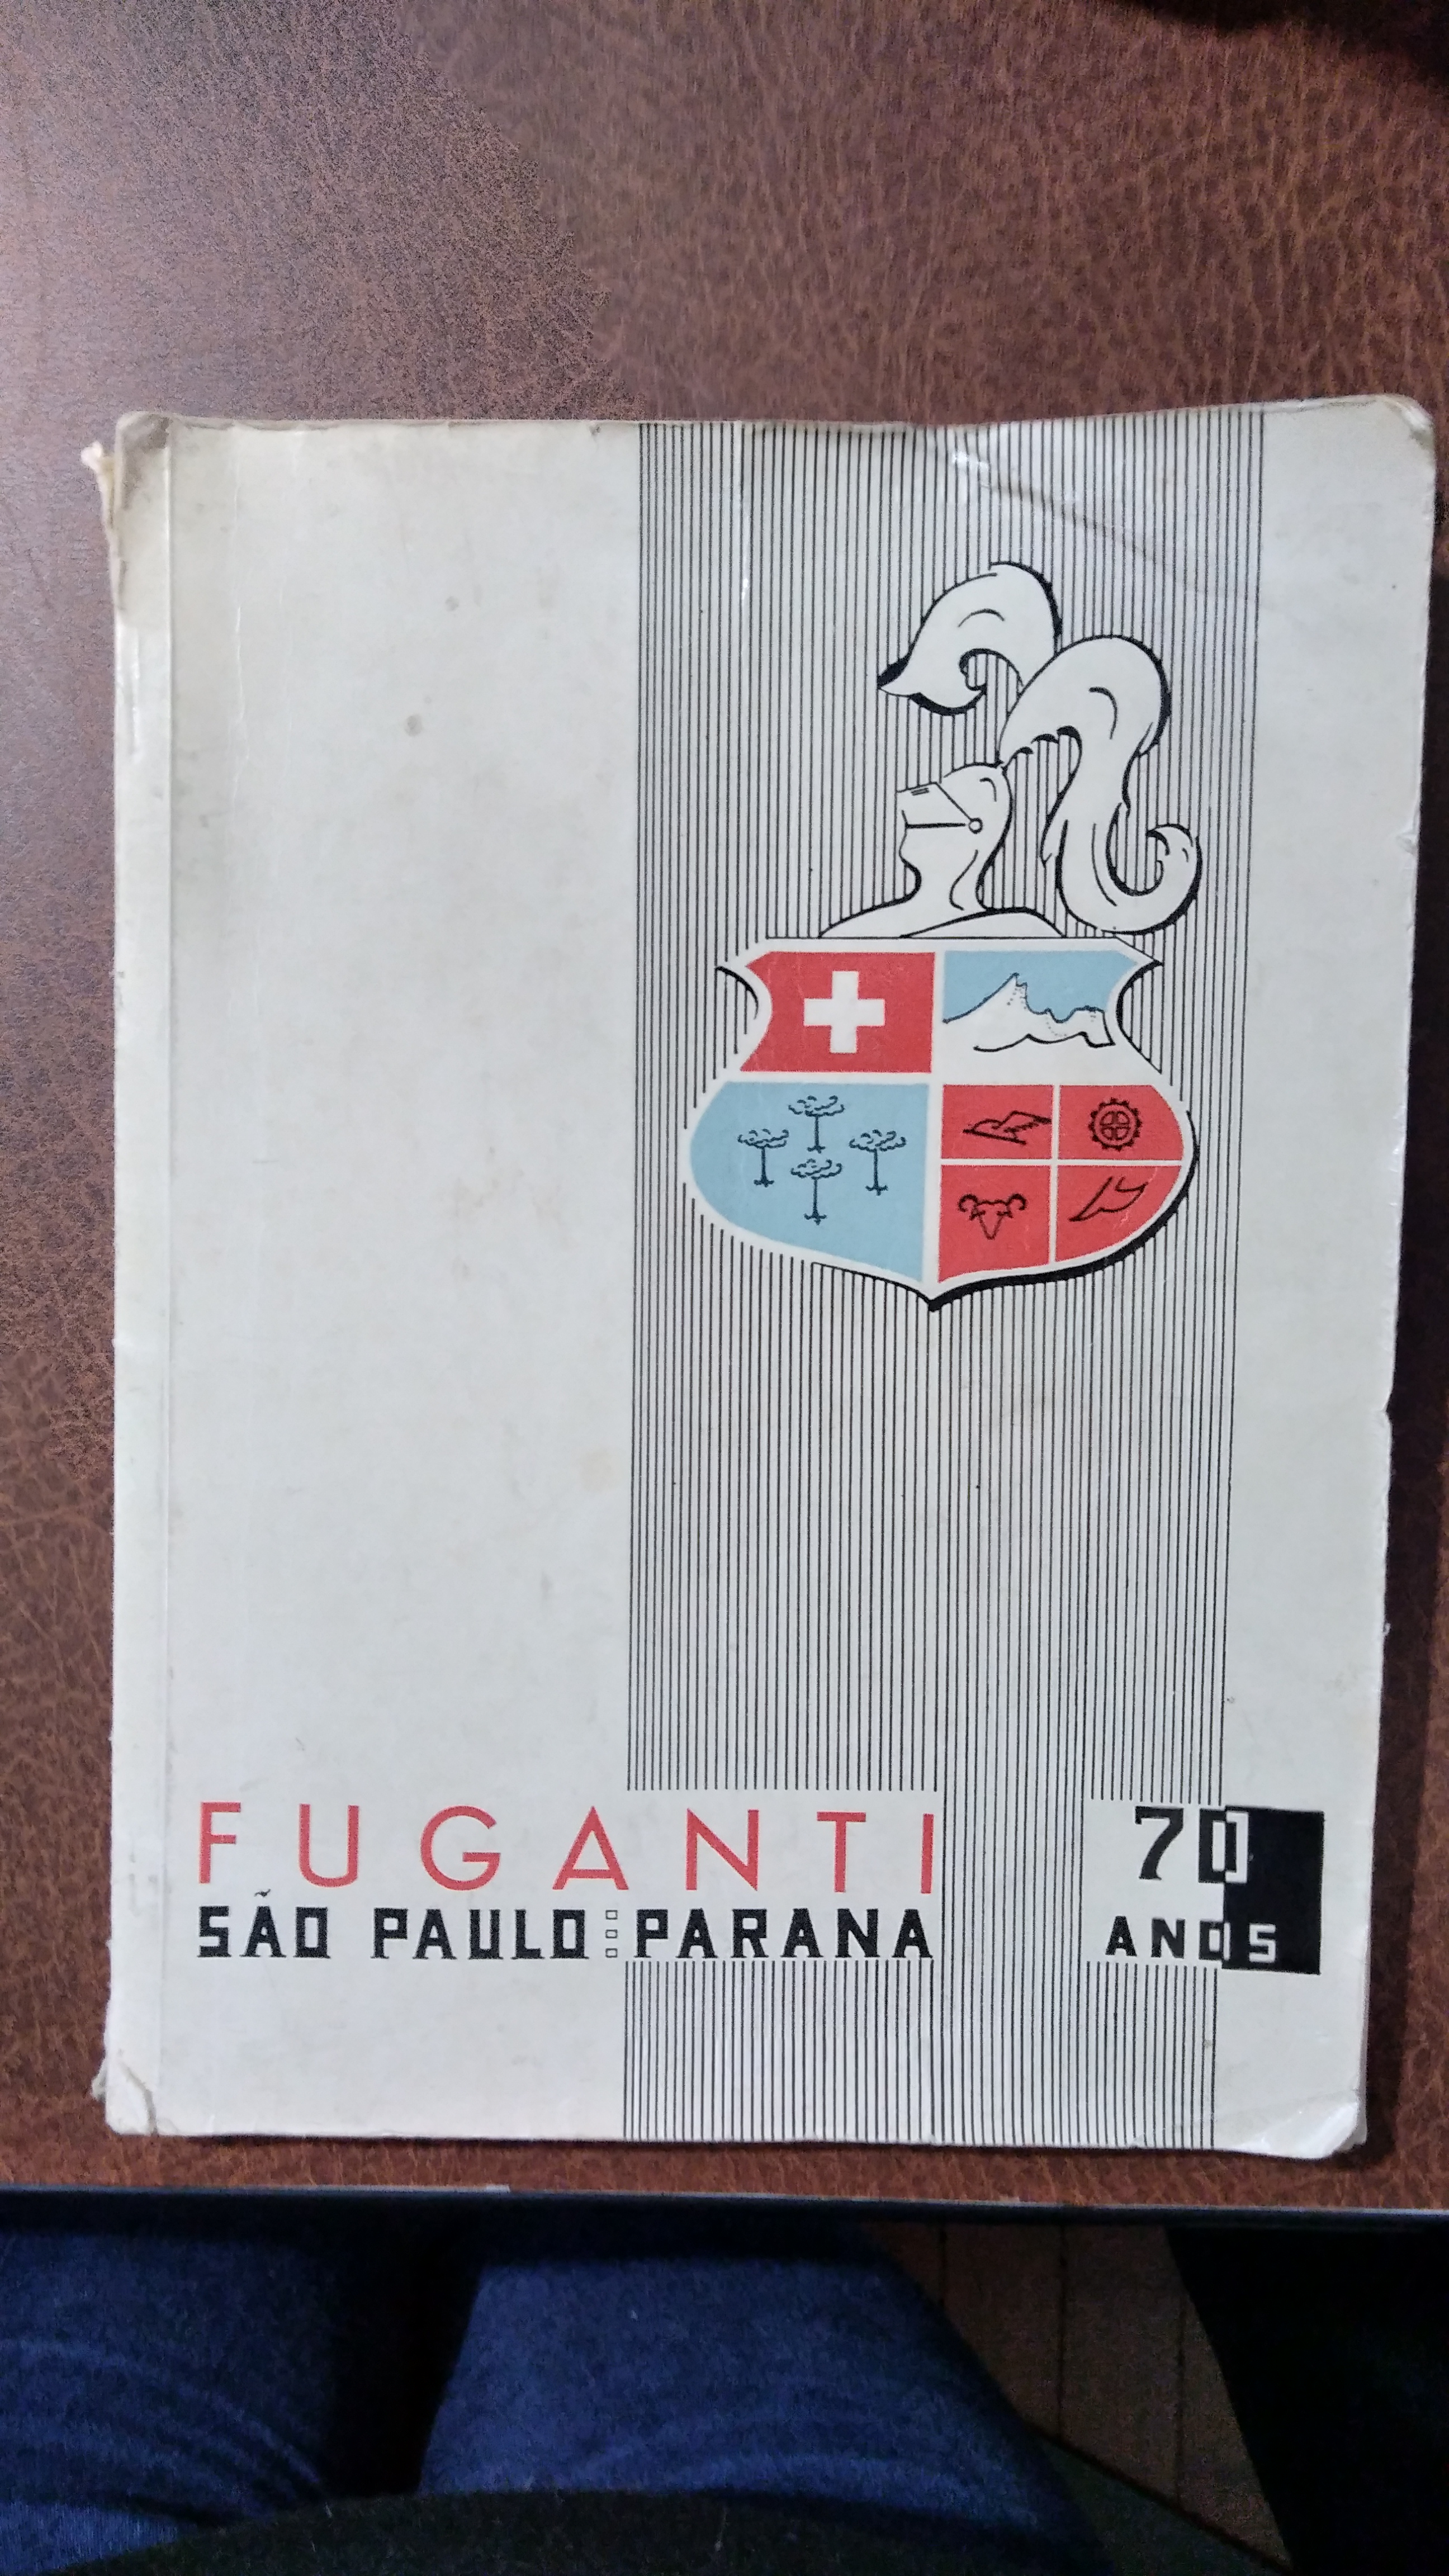 FUGANTI
SÃO PAULO PARANA
70
ANOS